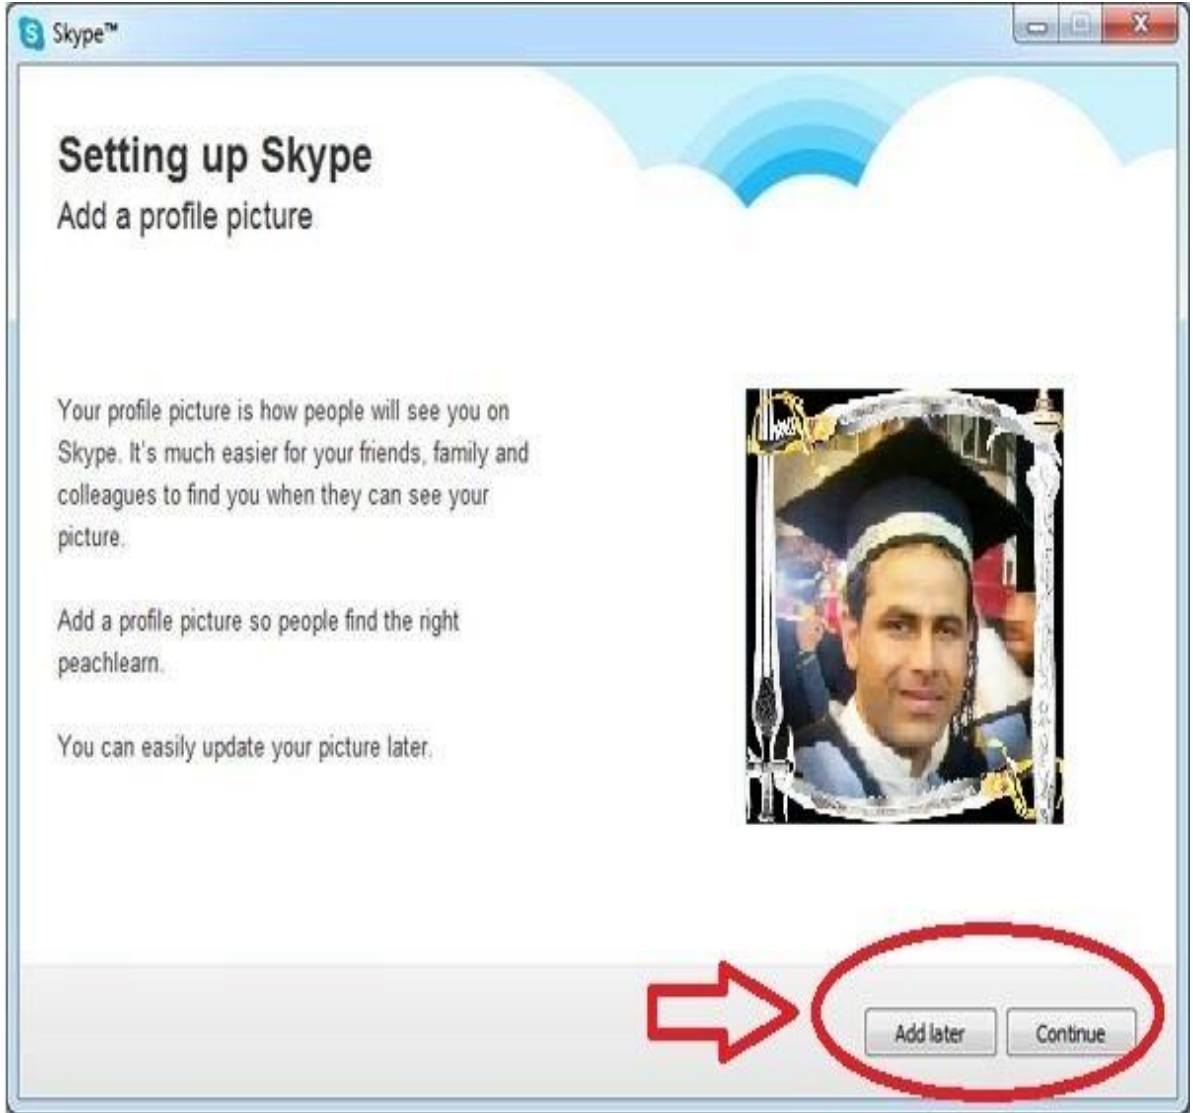 Skype™
Setting up Skype
Add a profile picture
Your profile picture is how people will see you on
Skype. It's much easier for your friends, family and
colleagues to find you when they can see your
picture.
Add a profile picture so people find the right
peachlearn.
You can easily update your picture later.
Add later Continue